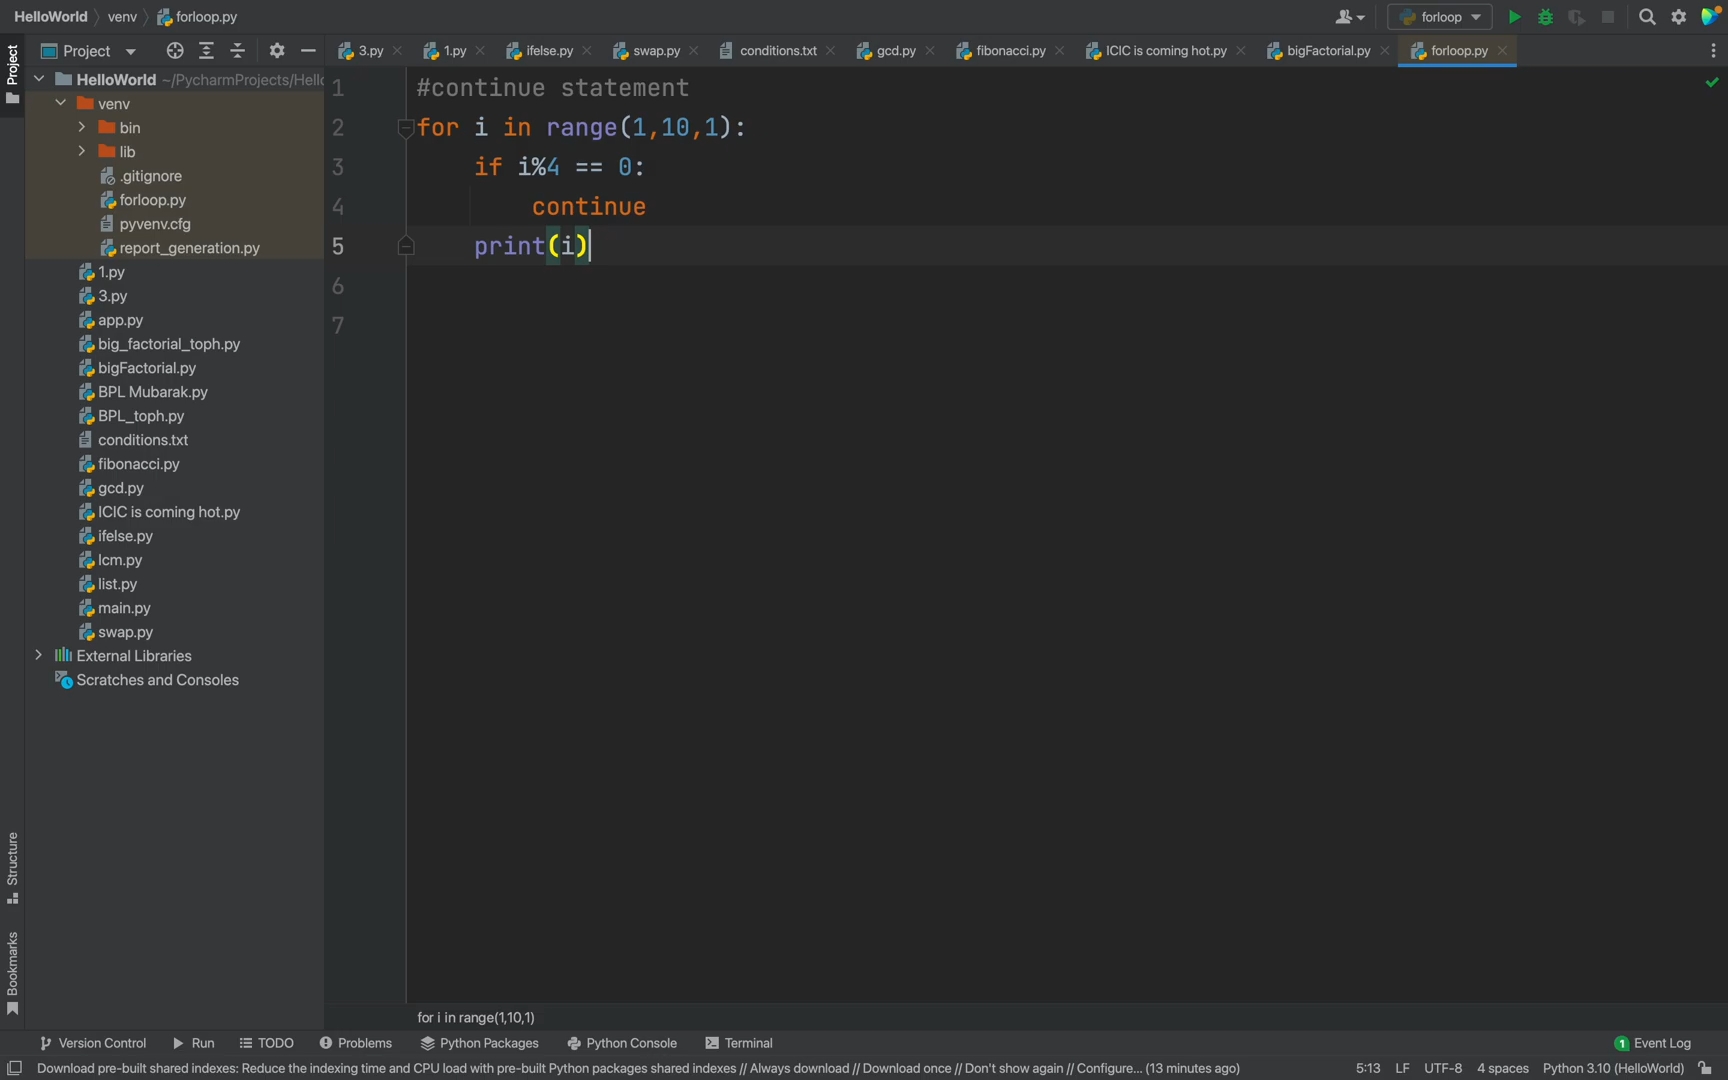 HelloWorld venv forloop.py forloop
Project 3.py 1.py ifelse.py swap.py conditions.txt gcd.py fibonacci.py ICIC is coming hot.py bigFactorial.py forloop.py
Project
HelloWorld ~/PycharmProjects/Hello
venv
bin
lib
.gitignore
forloop.py
pyvenv.cfg
report_generation.py
1.py
3.py
app.py
big_factorial_toph.py
bigFactorial.py
BPL Mubarak.py
BPL_toph.py
conditions.txt
fibonacci.py
gcd.py
ICIC is coming hot.py
ifelse.py
lcm.py
list.py
main.py
swap.py
External Libraries
Scratches and Consoles
Structure
Bookmarks
1 #continue statement
2 for i in range(1,10,1):
3 if i%4 == 0:
4 continue
5 print(i)
6
7
for i in range(1,10,1)
Version Control Run TODO Problems Python Packages Python Console Terminal 1 Event Log
Download pre-built shared indexes: Reduce the indexing time and CPU load with pre-built Python packages shared indexes // Always download // Download once // Don't show again // Configure... (13 minutes ago) 5:13 LF UTF-8 4 spaces Python 3.10 (HelloWorld)